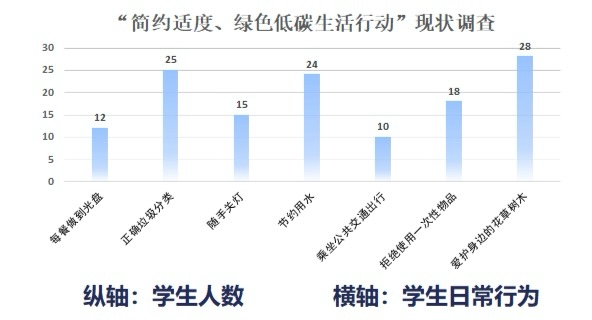 “简约适度、绿色低碳生活行动”现状调查
30
25
20
15
10
5
0
12
25
15
24
10
18
28
每餐做到光盘
正确垃圾分类
随手关灯
节约用水
乘坐公共交通出行
拒绝使用一次性物品
爱护身边的花草树木
纵轴：学生人数
横轴：学生日常行为